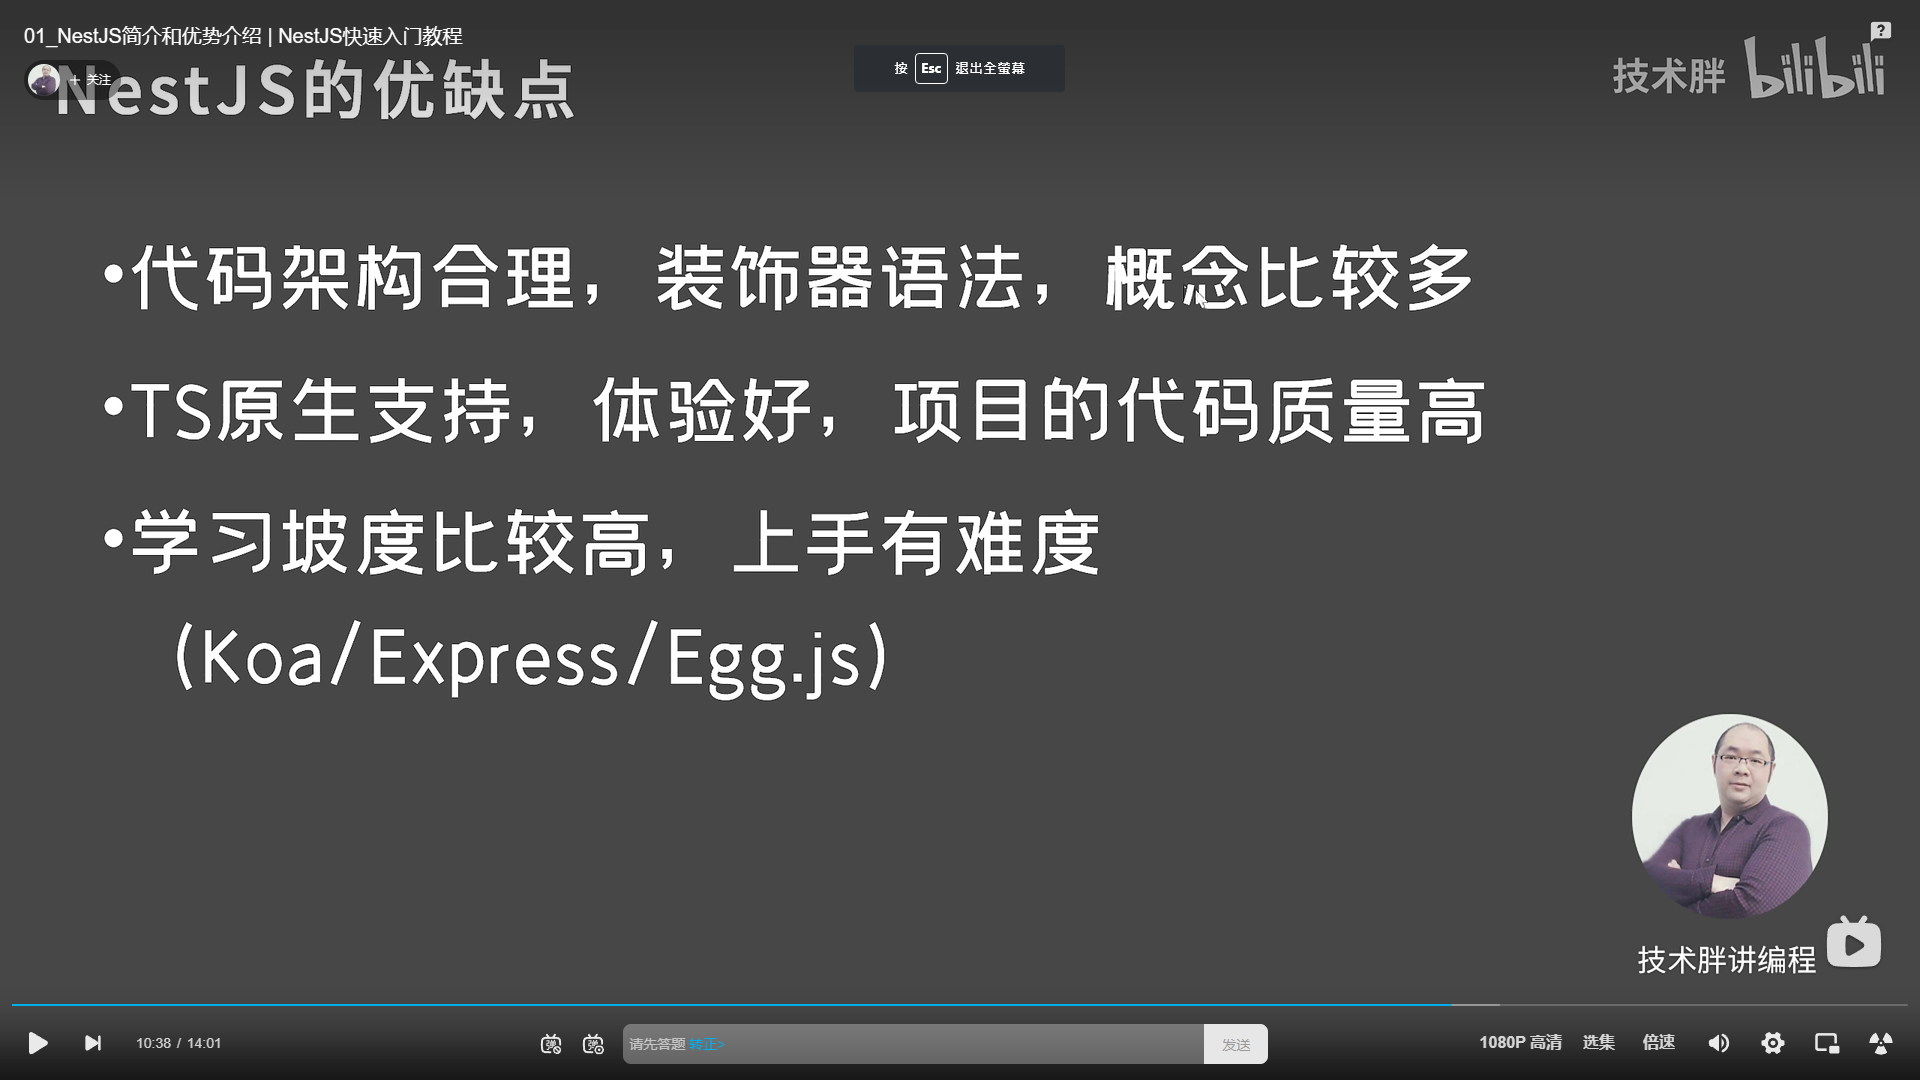 01_NestJS简介和优势介绍 | NestJS快速入门教程
+ 关注
NestJS的优缺点
按 Esc 退出全螢幕
技术胖 bilibili
?
•代码架构合理，装饰器语法，概念比较多
•TS原生支持，体验好，项目的代码质量高
•学习坡度比较高，上手有难度
(Koa/Express/Egg.js)
技术胖讲编程
10:38 / 14:01
弹
弹
请先答题 转正>
发送
1080P 高清
选集
倍速